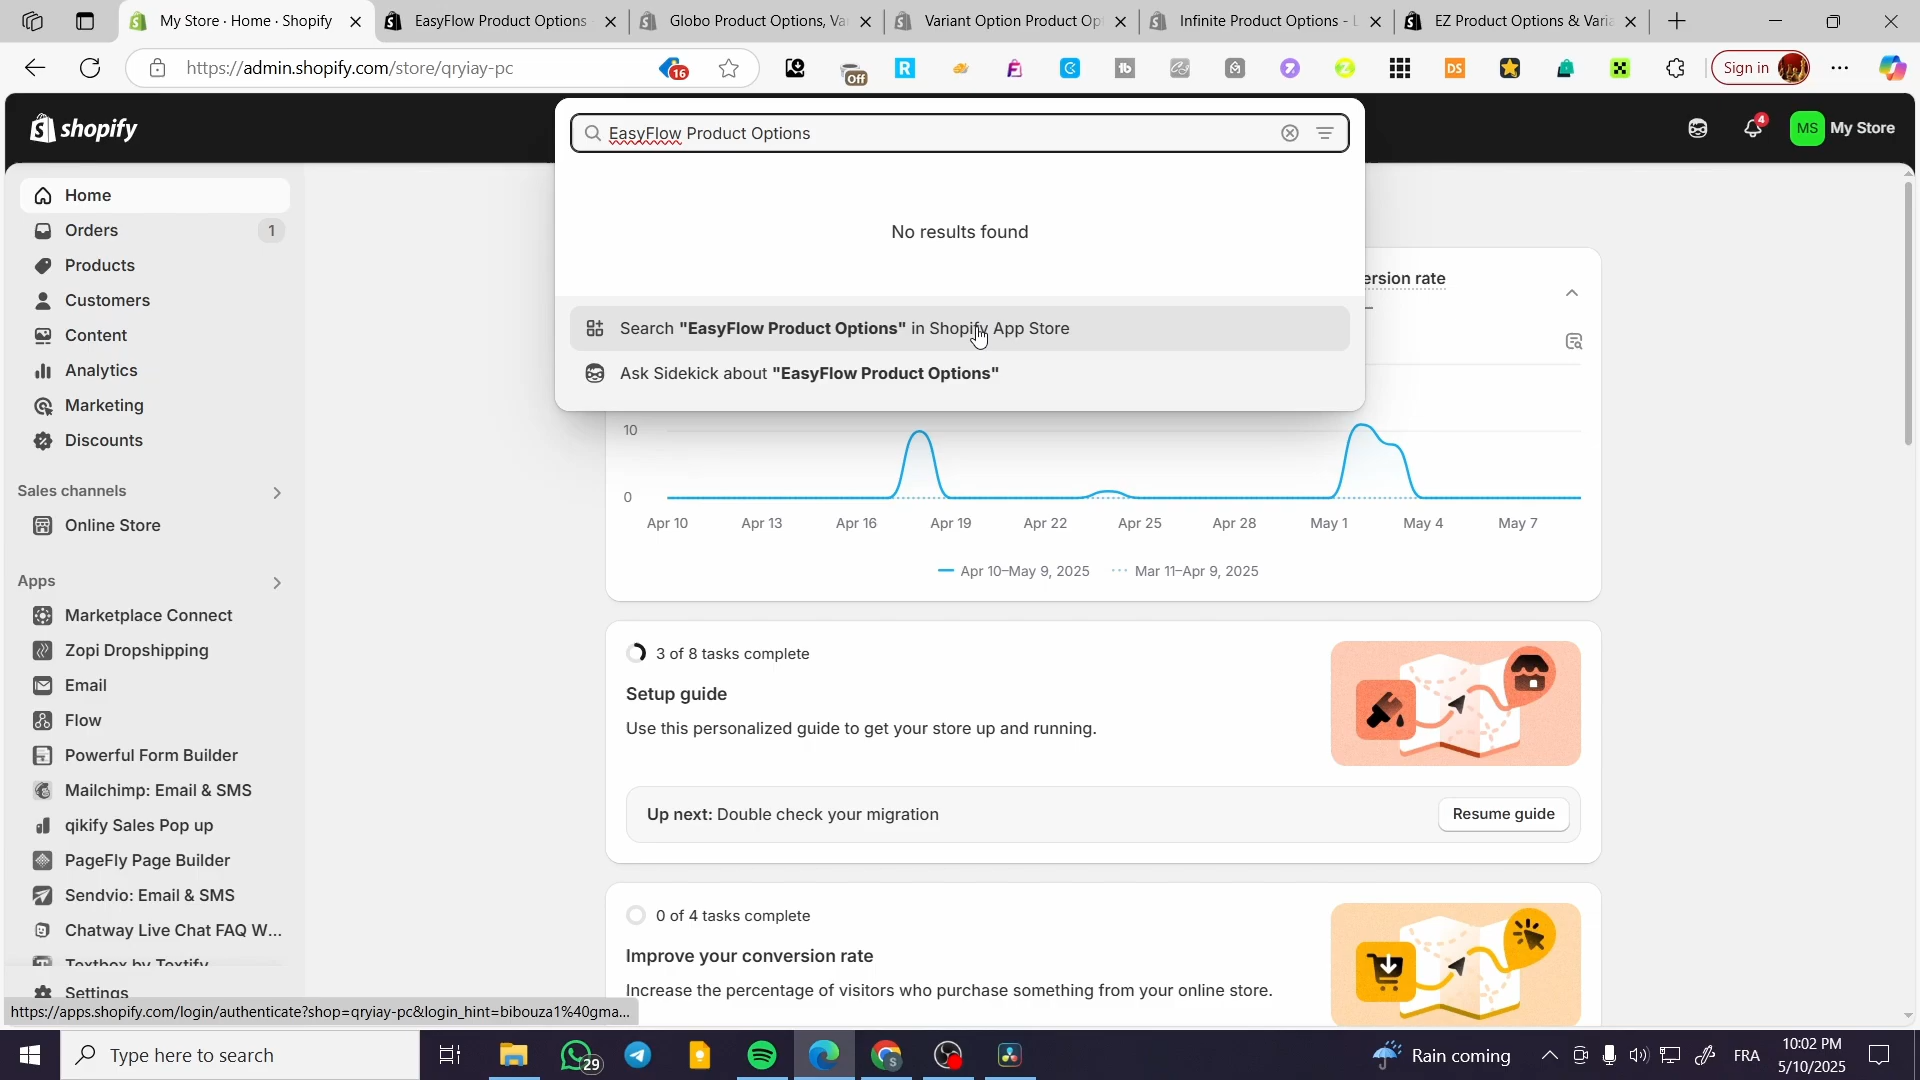 My Store · Home · Shopify
EasyFlow Product Options
Globo Product Options, Va
Variant Option Product Op
Infinite Product Options - L
EZ Product Options & Varia
https://admin.shopify.com/store/qryiay-pc
16
Off
Sign in
shopify
EasyFlow Product Options
4
MS My Store
No results found
Search "EasyFlow Product Options" in Shopify App Store
Ask Sidekick about "EasyFlow Product Options"
Home
Orders 1
Products
Customers
Content
Analytics
Marketing
Discounts
Sales channels
Online Store
Apps
Marketplace Connect
Zopi Dropshipping
Email
Flow
Powerful Form Builder
Mailchimp: Email & SMS
qikify Sales Pop up
PageFly Page Builder
Sendvio: Email & SMS
Chatway Live Chat FAQ W...
Textbox by Textify
Settings
ersion rate
10
0
Apr 10 Apr 13 Apr 16 Apr 19 Apr 22 Apr 25 Apr 28 May 1 May 4 May 7
Apr 10–May 9, 2025 Mar 11–Apr 9, 2025
3 of 8 tasks complete
Setup guide
Use this personalized guide to get your store up and running.
Up next: Double check your migration
Resume guide
0 of 4 tasks complete
Improve your conversion rate
Increase the percentage of visitors who purchase something from your online store.
https://apps.shopify.com/login/authenticate?shop=qryiay-pc&login_hint=bibouza1%40gma...
Type here to search
29
Rain coming
FRA
10:02 PM
5/10/2025